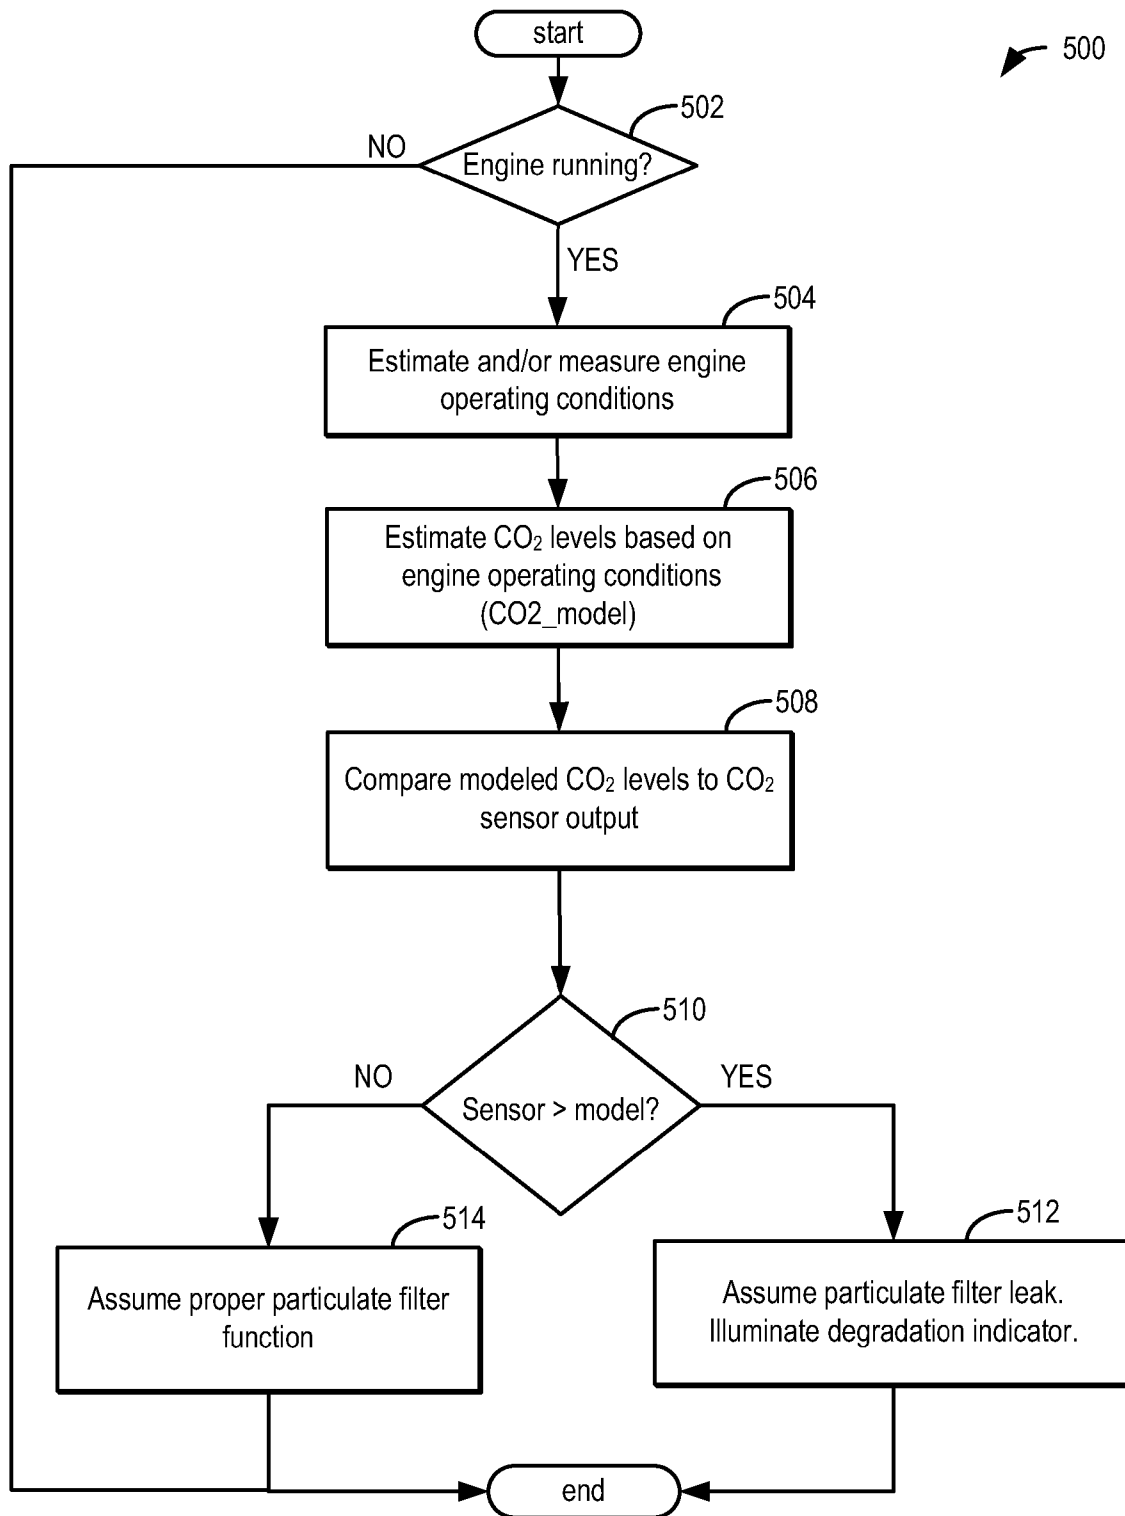 start
500
502
NO
Engine running?
YES
504
Estimate and/or measure engine
operating conditions
506
Estimate CO₂ levels based on
engine operating conditions
(CO2_model)
508
Compare modeled CO₂ levels to CO₂
sensor output
510
NO
YES
Sensor > model?
514
512
Assume proper particulate filter
function
Assume particulate filter leak.
Illuminate degradation indicator.
end